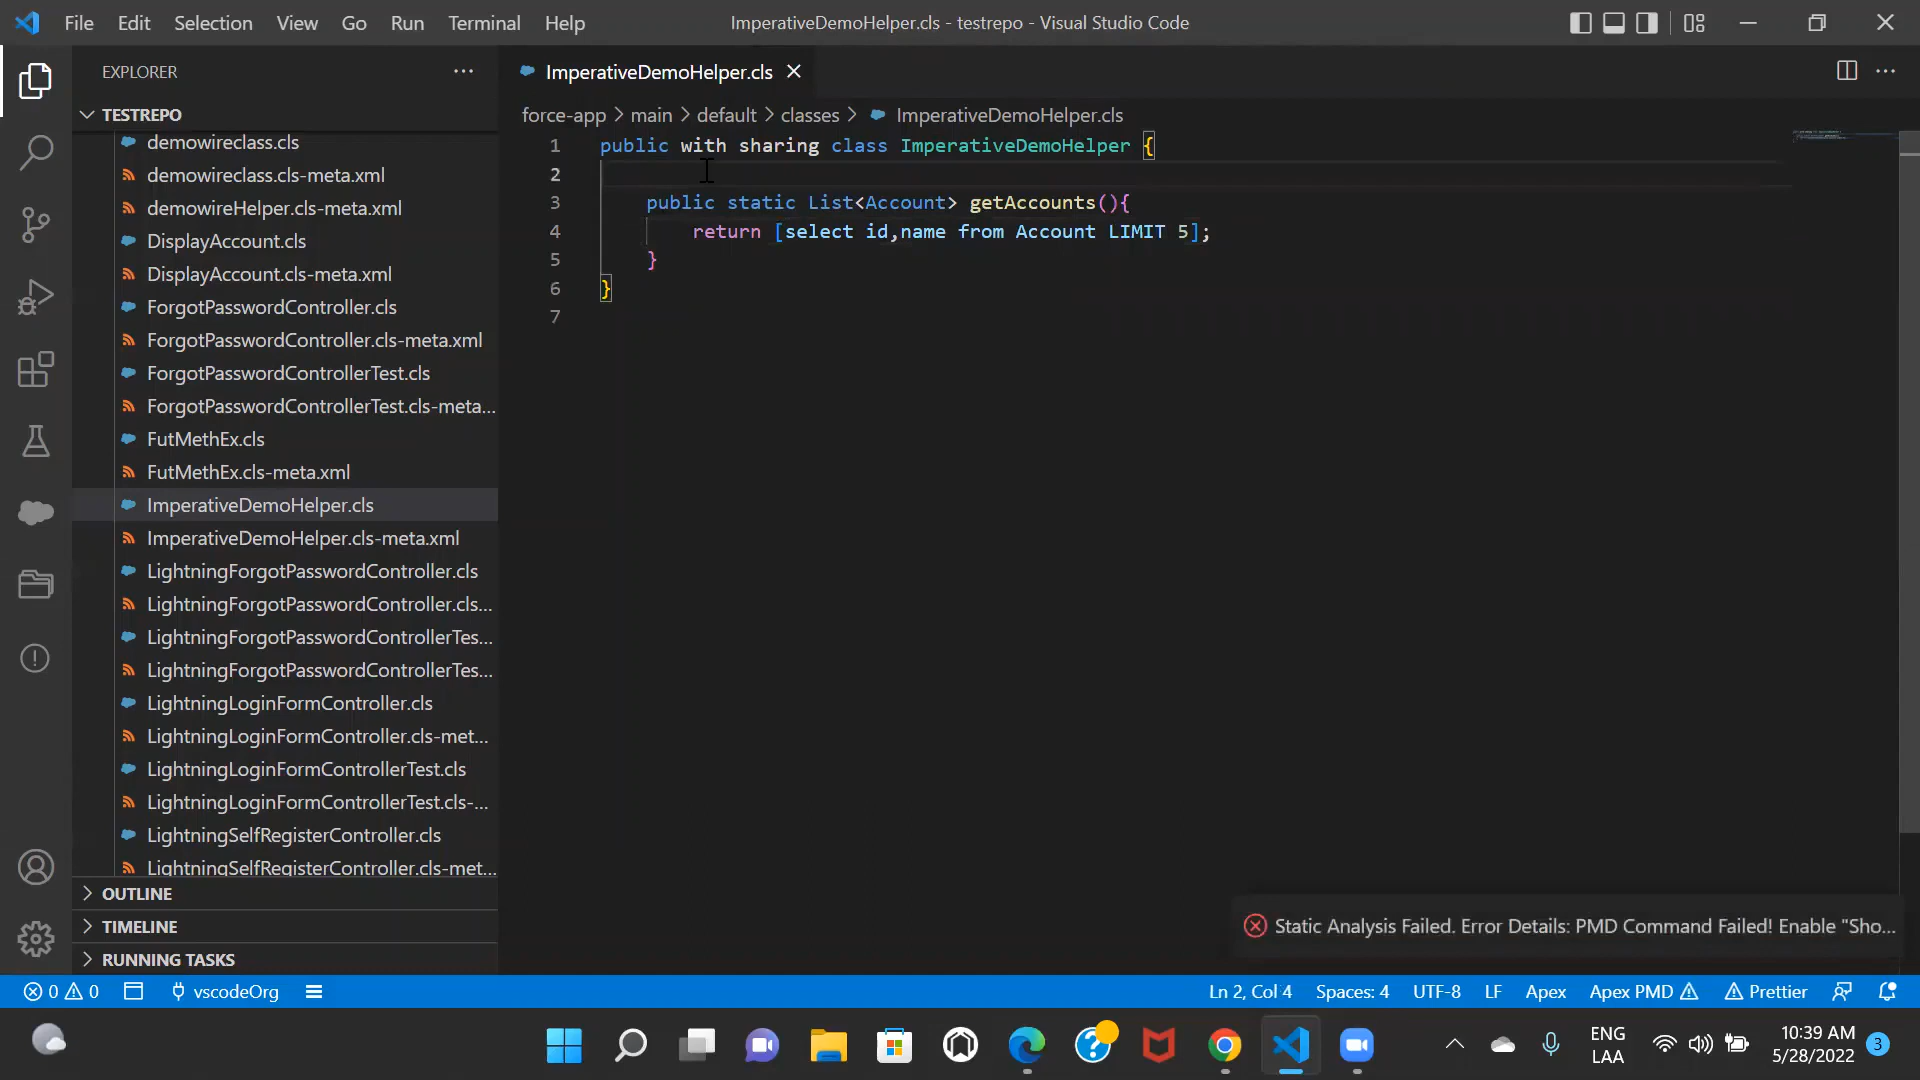 File Edit Selection View Go Run Terminal Help
ImperativeDemoHelper.cls - testrepo - Visual Studio Code
EXPLORER
TESTREPO
demowireclass.cls
demowireclass.cls-meta.xml
demowireHelper.cls-meta.xml
DisplayAccount.cls
DisplayAccount.cls-meta.xml
ForgotPasswordController.cls
ForgotPasswordController.cls-meta.xml
ForgotPasswordControllerTest.cls
ForgotPasswordControllerTest.cls-meta...
FutMethEx.cls
FutMethEx.cls-meta.xml
ImperativeDemoHelper.cls
ImperativeDemoHelper.cls-meta.xml
LightningForgotPasswordController.cls
LightningForgotPasswordController.cls...
LightningForgotPasswordControllerTes...
LightningForgotPasswordControllerTes...
LightningLoginFormController.cls
LightningLoginFormController.cls-met...
LightningLoginFormControllerTest.cls
LightningLoginFormControllerTest.cls-...
LightningSelfRegisterController.cls
LightningSelfRegisterController.cls-met...
OUTLINE
TIMELINE
RUNNING TASKS
ImperativeDemoHelper.cls
force-app > main > default > classes > ImperativeDemoHelper.cls
1 public with sharing class ImperativeDemoHelper {
2
3 public static List<Account> getAccounts(){
4 return [select id,name from Account LIMIT 5];
5 }
6 }
7
Static Analysis Failed. Error Details: PMD Command Failed! Enable "Sho...
0 0 vscodeOrg
Ln 2, Col 4 Spaces: 4 UTF-8 LF Apex Apex PMD Prettier
ENG
LAA
10:39 AM
5/28/2022
3